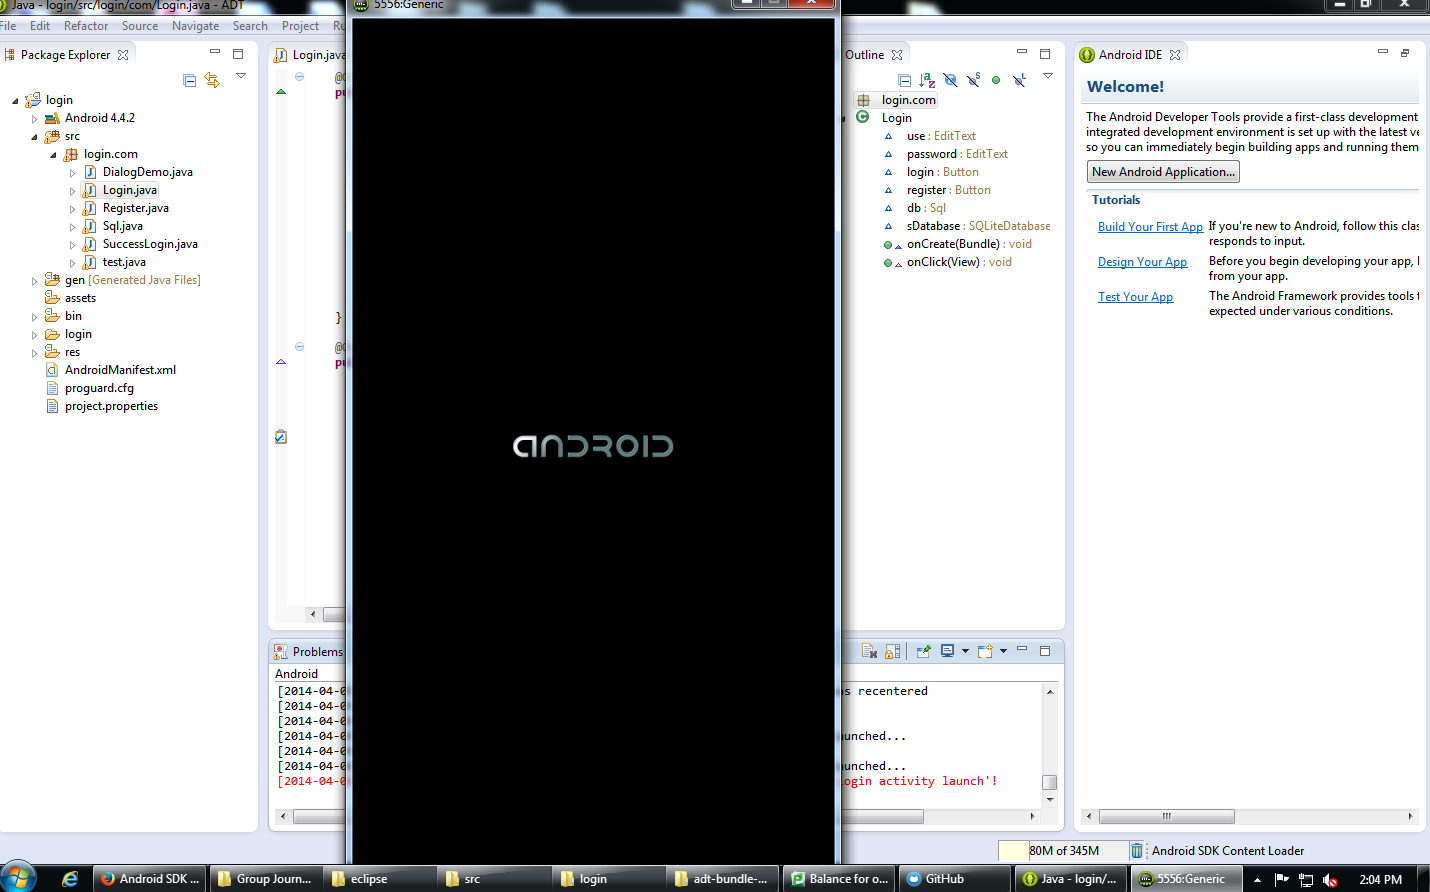 Java - login/src/login/com/Login.java - ADT
5556:Generic
File Edit Refactor Source Navigate Search Project
Package Explorer
login
Android 4.4.2
src
login.com
DialogDemo.java
Login.java
Register.java
Sql.java
SuccessLogin.java
test.java
gen [Generated Java Files]
assets
bin
login
res
AndroidManifest.xml
proguard.cfg
project.properties
Login.java
}
ANDROID
Outline
login.com
Login
use : EditText
password : EditText
login : Button
register : Button
db : Sql
sDatabase : SQLiteDatabase
onCreate(Bundle) : void
onClick(View) : void
Android IDE
Welcome!
The Android Developer Tools provide a first-class development
integrated development environment is set up with the latest ve
so you can immediately begin building apps and running them
New Android Application...
Tutorials
Build Your First App If you're new to Android, follow this clas
responds to input.
Design Your App Before you begin developing your app, l
from your app.
Test Your App The Android Framework provides tools t
expected under various conditions.
Problems
Android
[2014-04-0 s recentered
[2014-04-0
[2014-04-0
[2014-04-0 unched...
[2014-04-0
[2014-04-0 unched...
[2014-04-0 login activity launch'!
80M of 345M Android SDK Content Loader
Android SDK ... Group Journ... eclipse src login adt-bundle-... Balance for o... GitHub Java - login/... 5556:Generic 2:04 PM